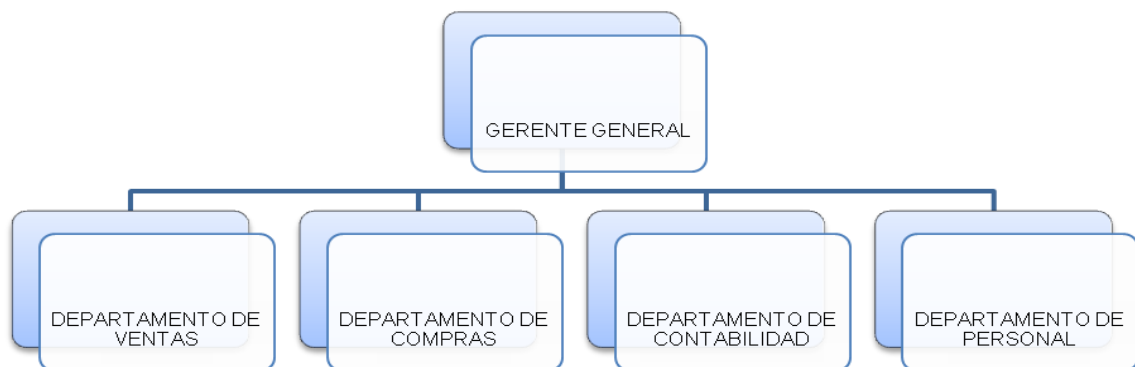 GERENTE GENERAL
DEPARTAMENTO DE
VENTAS
DEPARTAMENTO DE
COMPRAS
DEPARTAMENTO DE
CONTABILIDAD
DEPARTAMENTO DE
PERSONAL